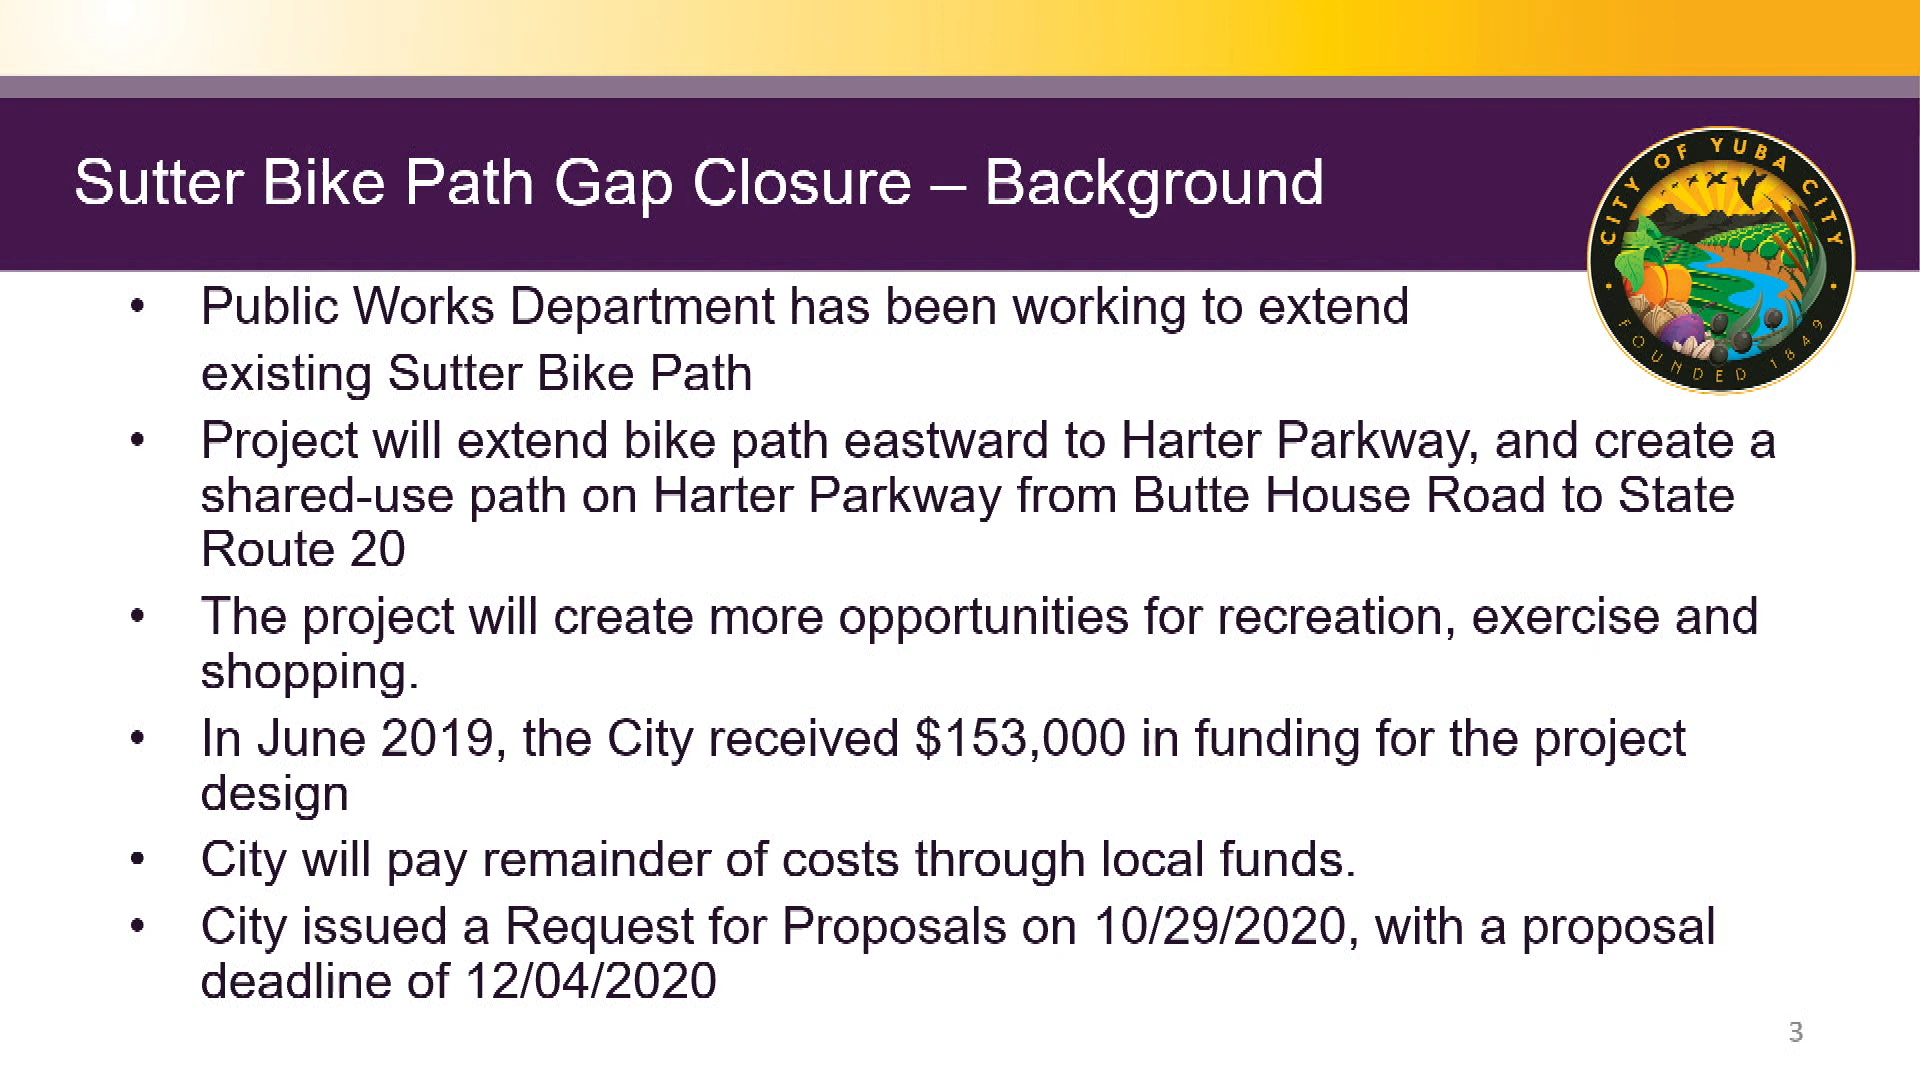 Sutter Bike Path Gap Closure – Background
CITY OF YUBA CITY
• FOUNDED 1849 •
• Public Works Department has been working to extend
existing Sutter Bike Path
• Project will extend bike path eastward to Harter Parkway, and create a
shared-use path on Harter Parkway from Butte House Road to State
Route 20
• The project will create more opportunities for recreation, exercise and
shopping.
• In June 2019, the City received $153,000 in funding for the project
design
• City will pay remainder of costs through local funds.
• City issued a Request for Proposals on 10/29/2020, with a proposal
deadline of 12/04/2020
3